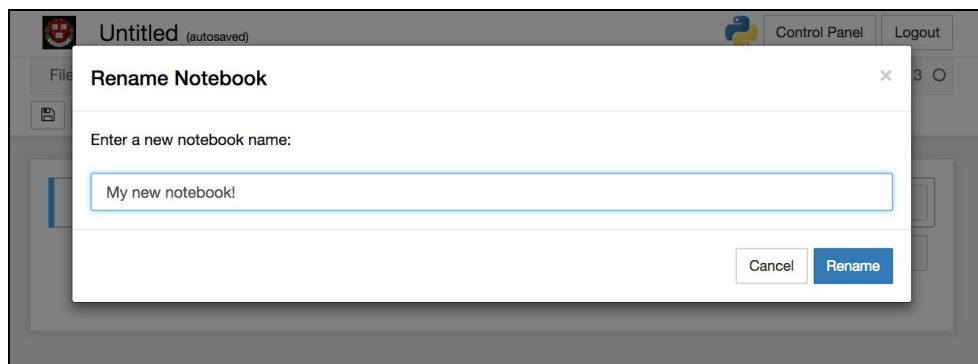 Untitled (autosaved)
Control Panel
Logout
File
3
Rename Notebook
×
Enter a new notebook name:
My new notebook!
Cancel
Rename